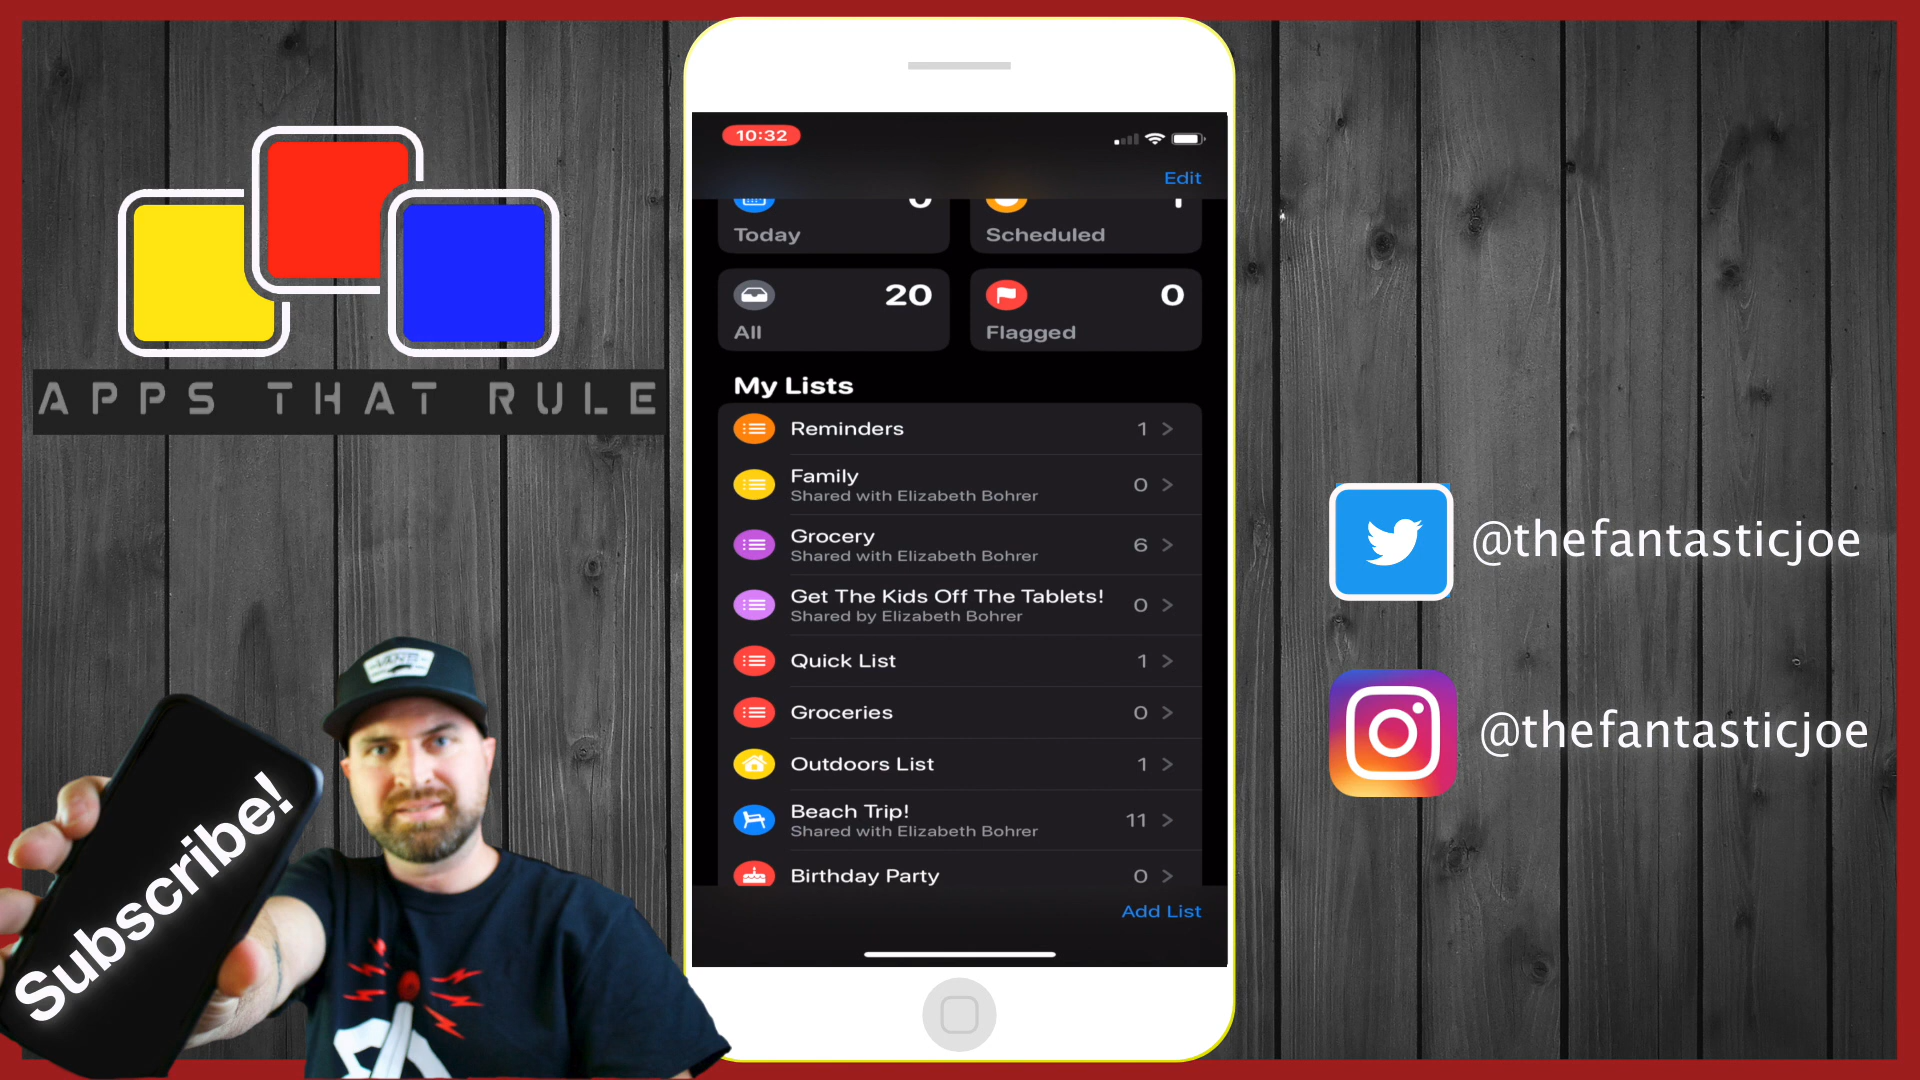 APPS THAT RULE
Subscribe!
10:32
Edit
Today
Scheduled
20
All
0
Flagged
My Lists
Reminders 1
Family
Shared with Elizabeth Bohrer 0
Grocery
Shared with Elizabeth Bohrer 6
Get The Kids Off The Tablets!
Shared by Elizabeth Bohrer 0
Quick List 1
Groceries 0
Outdoors List 1
Beach Trip!
Shared with Elizabeth Bohrer 11
Birthday Party 0
Add List
@thefantasticjoe
@thefantasticjoe